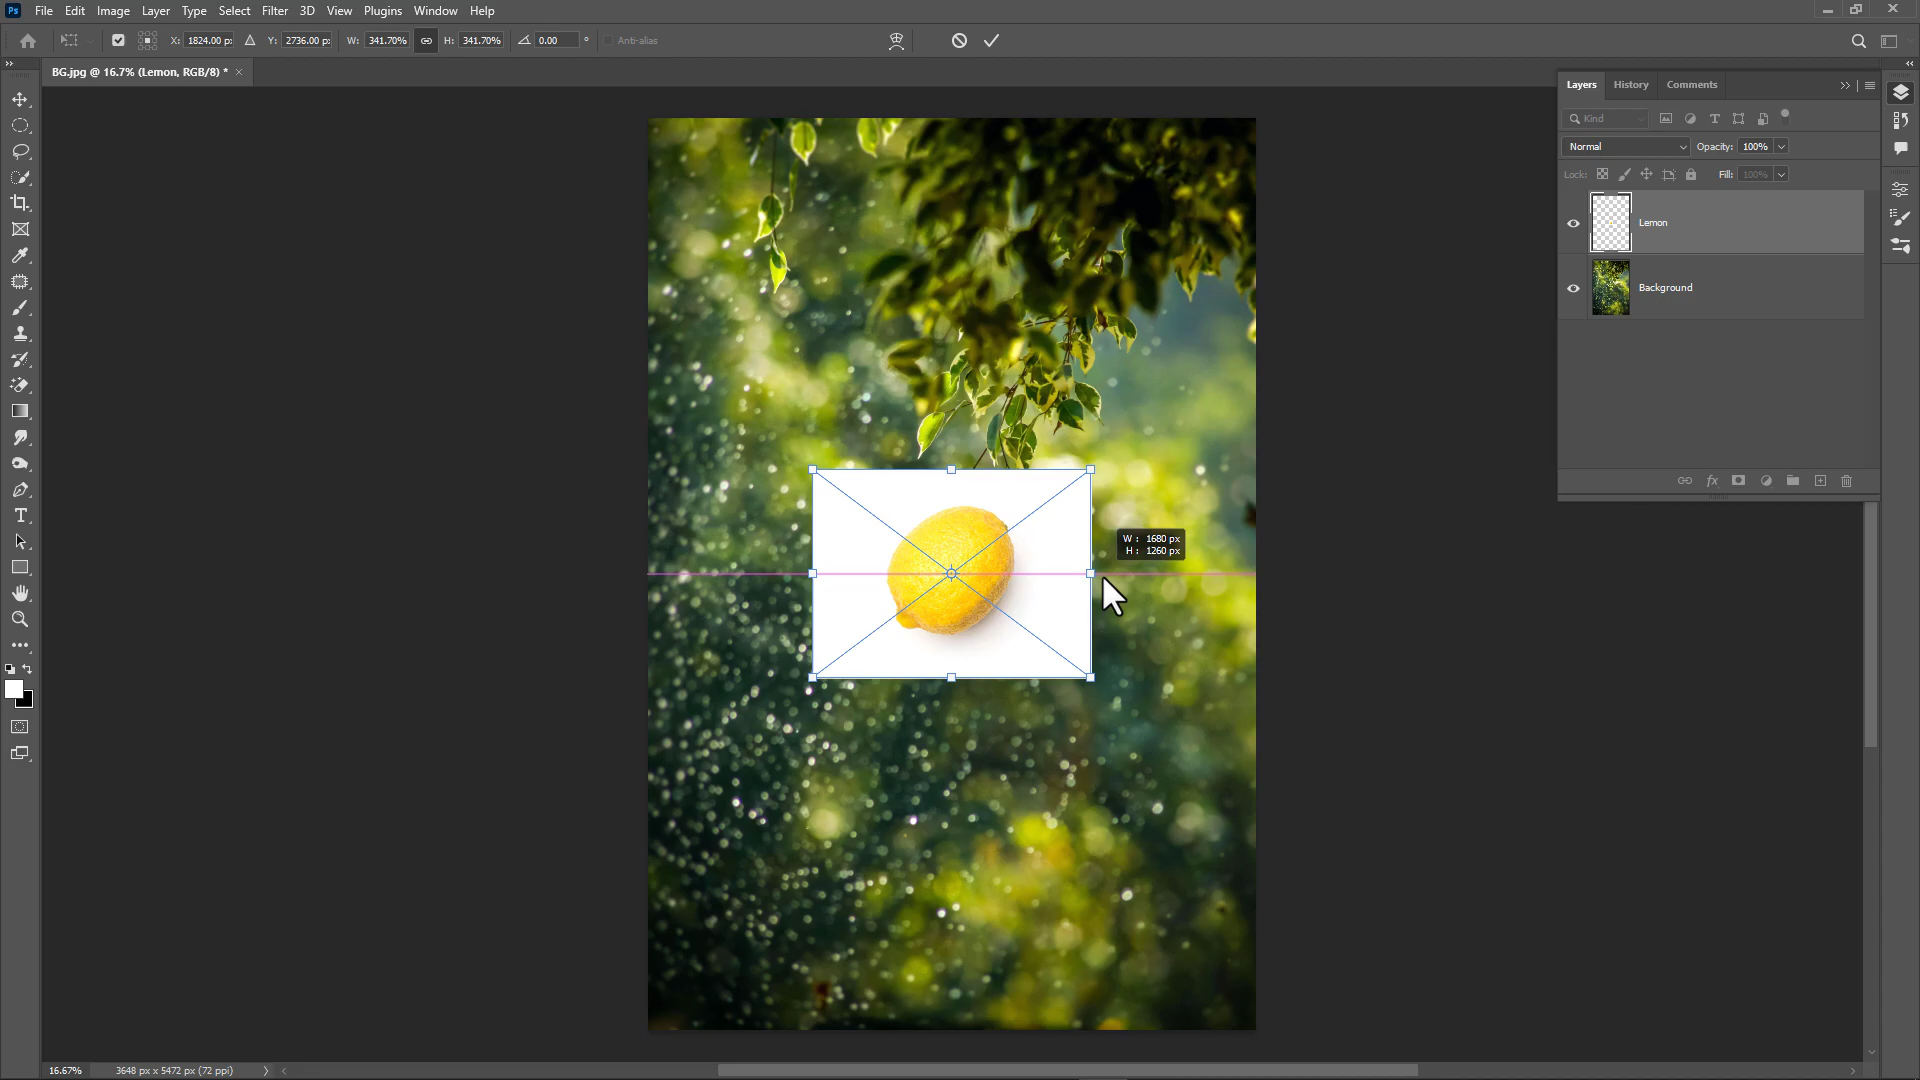 Ps File Edit Image Layer Type Select Filter 3D View Plugins Window Help
X: 1824.00 p: Y: 2736.00 p: W: 341.70% H: 341.70% 0.00 ° Anti-alias
BG.jpg @ 16.7% (Lemon, RGB/8) * ×
Layers History Comments
Kind
Normal Opacity: 100%
Lock: Fill: 100%
Lemon
Background
fx
W : 1680 px
H : 1260 px
16.67% 3648 px x 5472 px (72 ppi)